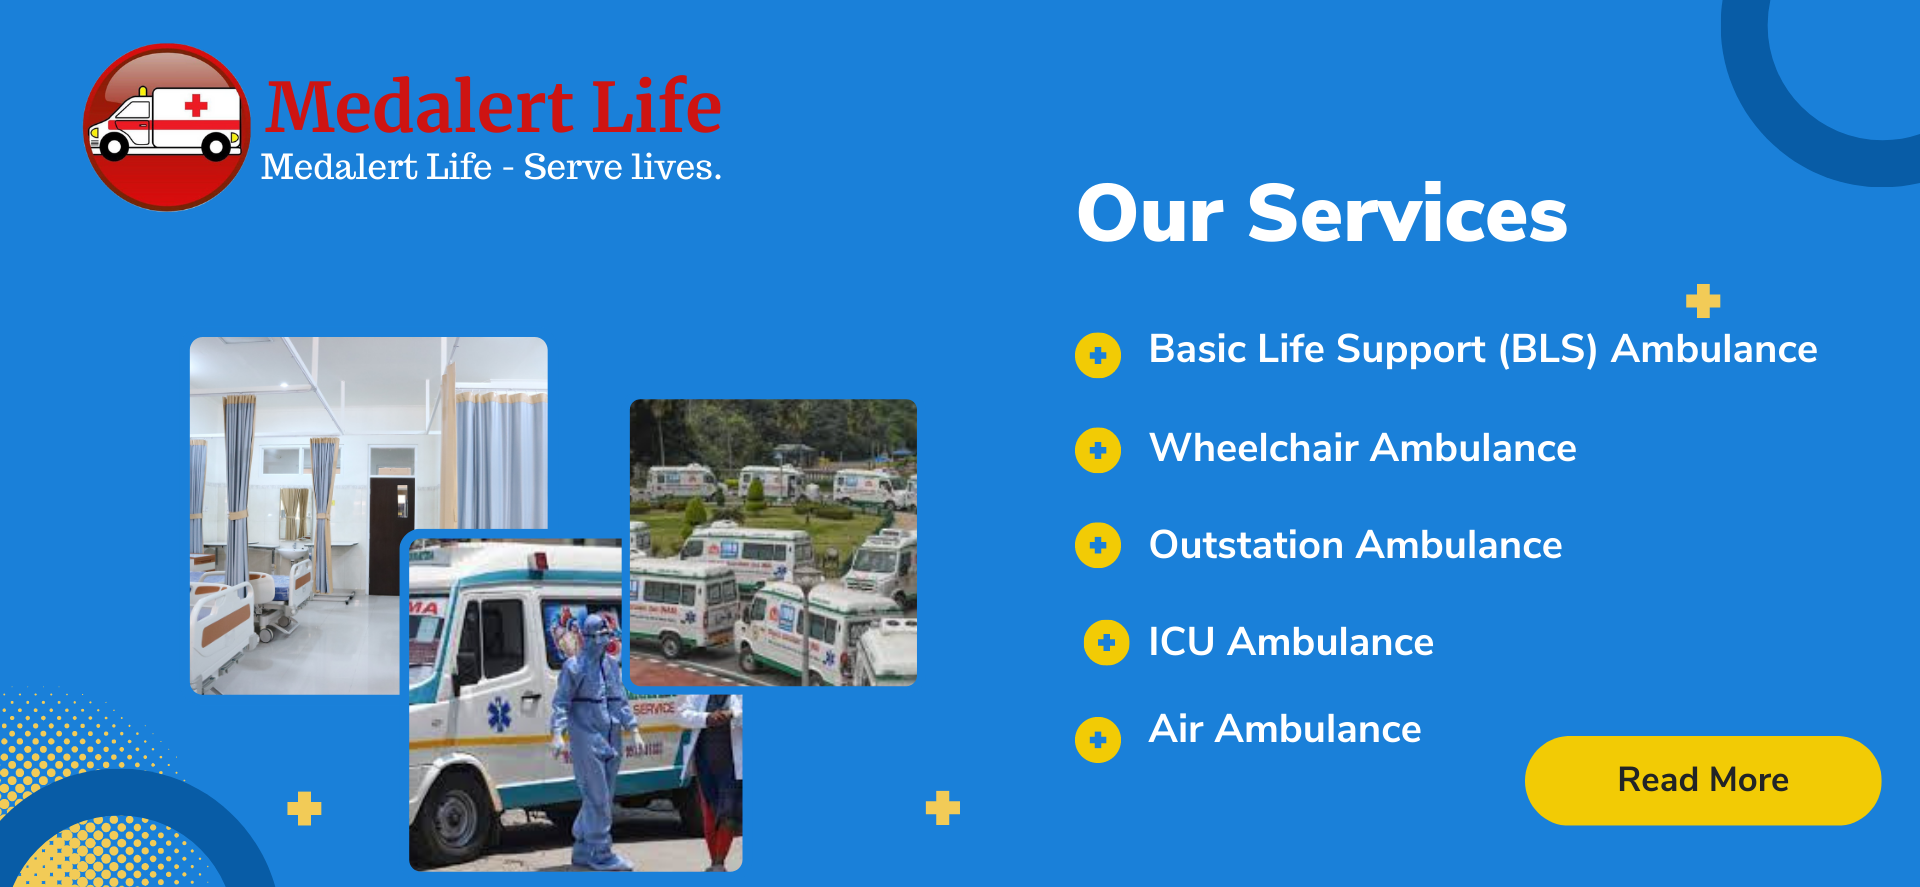 Medalert Life
Medalert Life - Serve lives.
Our Services
Basic Life Support (BLS) Ambulance
Wheelchair Ambulance
Outstation Ambulance
ICU Ambulance
Air Ambulance
Read More
SERVICE